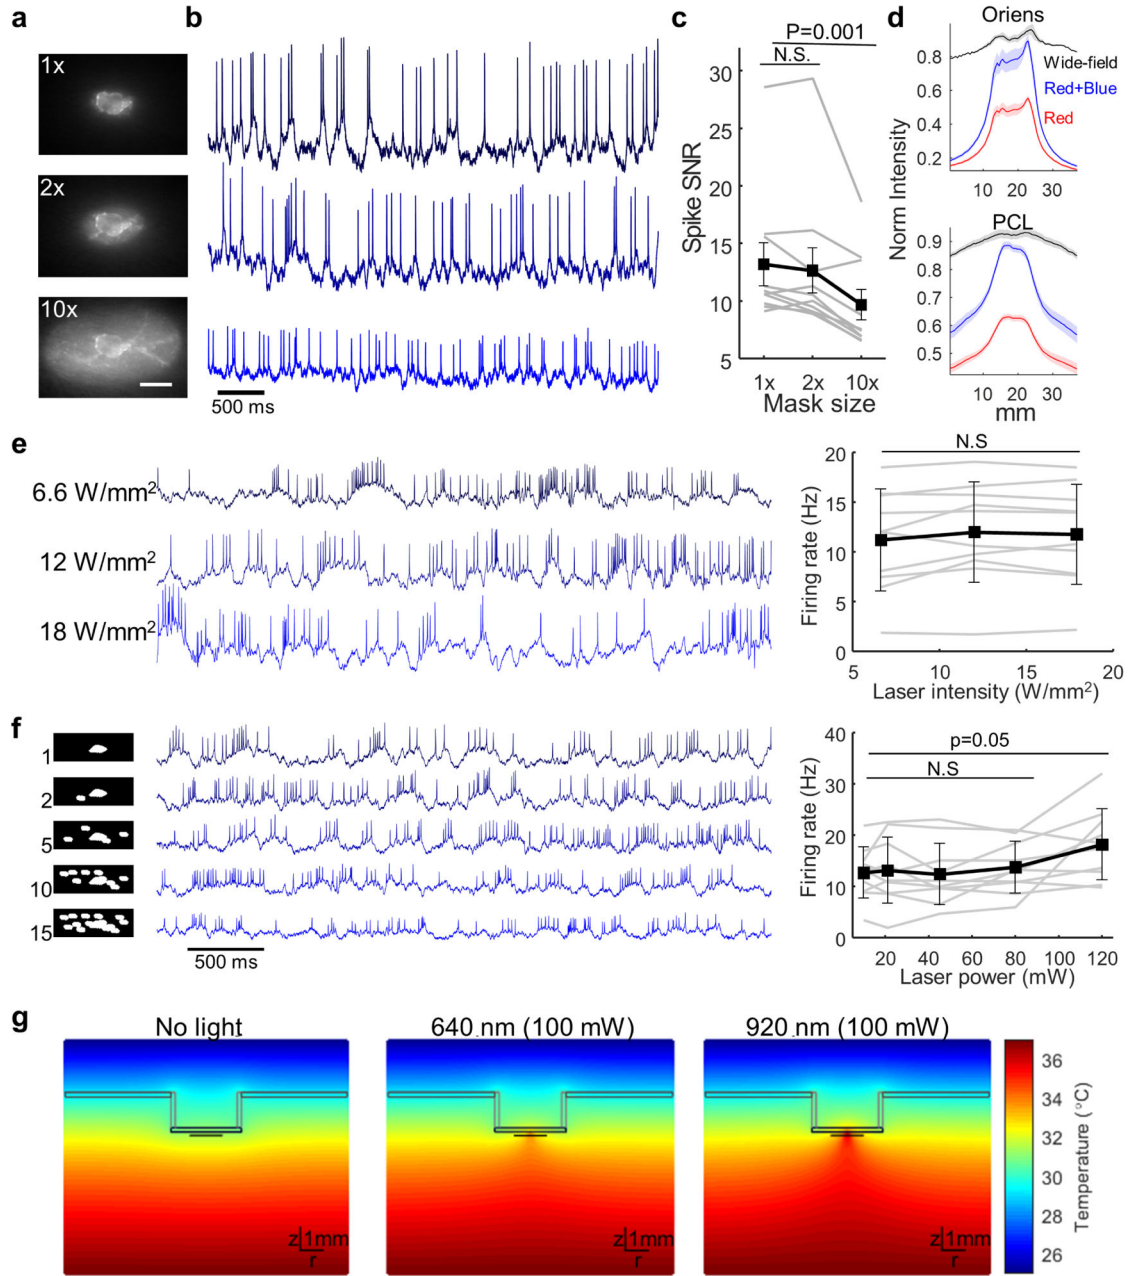 a
1x
2x
10x
b
500 ms
c
P=0.001
N.S.
Spike SNR
30
25
20
15
10
5
1x 2x 10x
Mask size
d
Oriens
Norm Intensity
0.8
0.6
0.4
0.2
Wide-field
Red+Blue
Red
10 20 30
PCL
0.9
0.8
0.7
0.6
0.5
10 20 30
mm
e
6.6 W/mm²
12 W/mm²
18 W/mm²
N.S
Firing rate (Hz)
20
15
10
5
0
5 10 15 20
Laser intensity (W/mm²)
f
1
2
5
10
15
500 ms
p=0.05
N.S
Firing rate (Hz)
40
30
20
10
0
20 40 60 80 100 120
Laser power (mW)
g
No light
z 1mm
r
640 nm (100 mW)
z 1mm
r
920 nm (100 mW)
z 1mm
r
36
34
32
30
28
26
Temperature (°C)